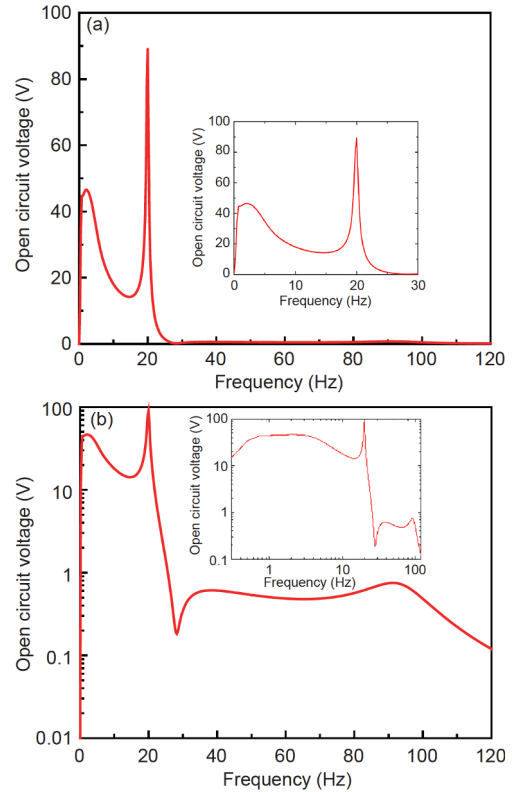 (a)
Open circuit voltage (V)
100
80
60
40
20
0
0 20 40 60 80 100 120
Frequency (Hz)
Open circuit voltage (V)
100
80
60
40
20
0
0 10 20 30
Frequency (Hz)
(b)
Open circuit voltage (V)
100
10
1
0.1
0.01
0 20 40 60 80 100 120
Frequency (Hz)
Open circuit voltage (V)
100
10
1
0.1
1 10 100
Frequency (Hz)